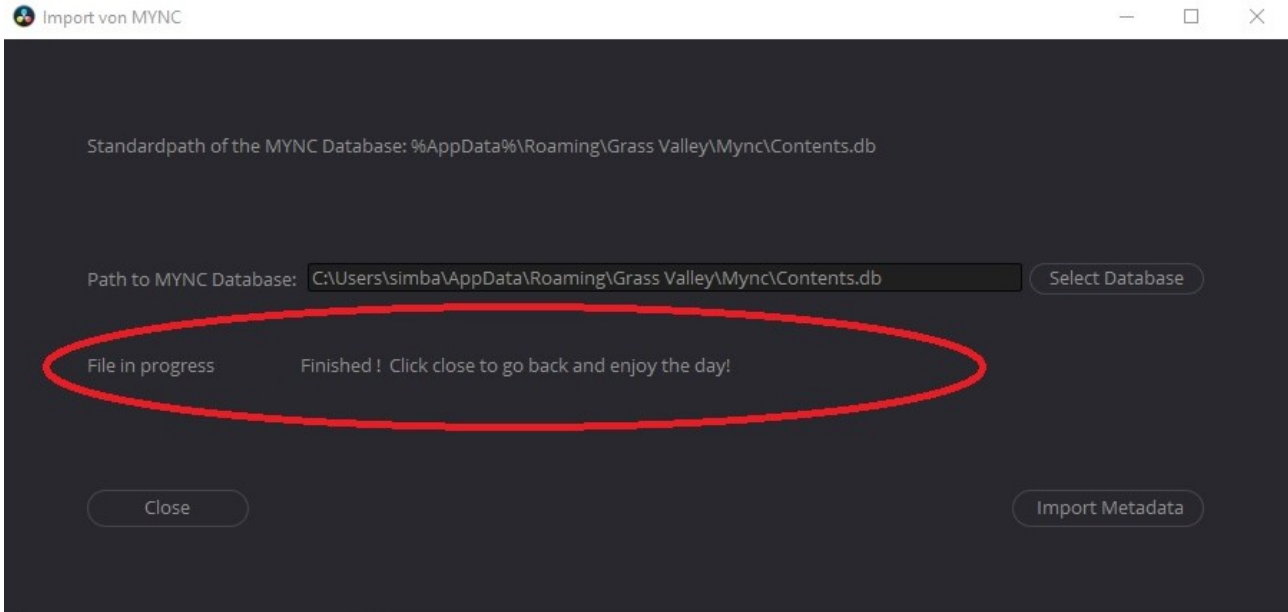 Import von MYNC
Standardpath of the MYNC Database: %AppData%\Roaming\Grass Valley\Mync\Contents.db
Path to MYNC Database: C:\Users\simba\AppData\Roaming\Grass Valley\Mync\Contents.db Select Database
File in progress Finished ! Click close to go back and enjoy the day!
Close Import Metadata